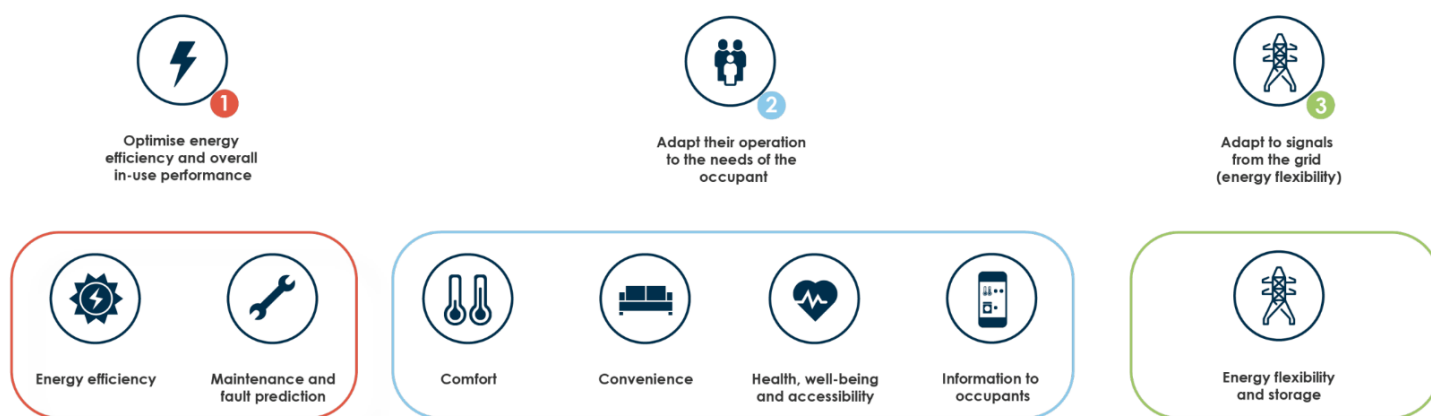 1
Optimise energy
efficiency and overall
in-use performance
2
Adapt their operation
to the needs of the
occupant
3
Adapt to signals
from the grid
(energy flexibility)
Energy efficiency
Maintenance and
fault prediction
Comfort
Convenience
Health, well-being
and accessibility
Information to
occupants
Energy flexibility
and storage